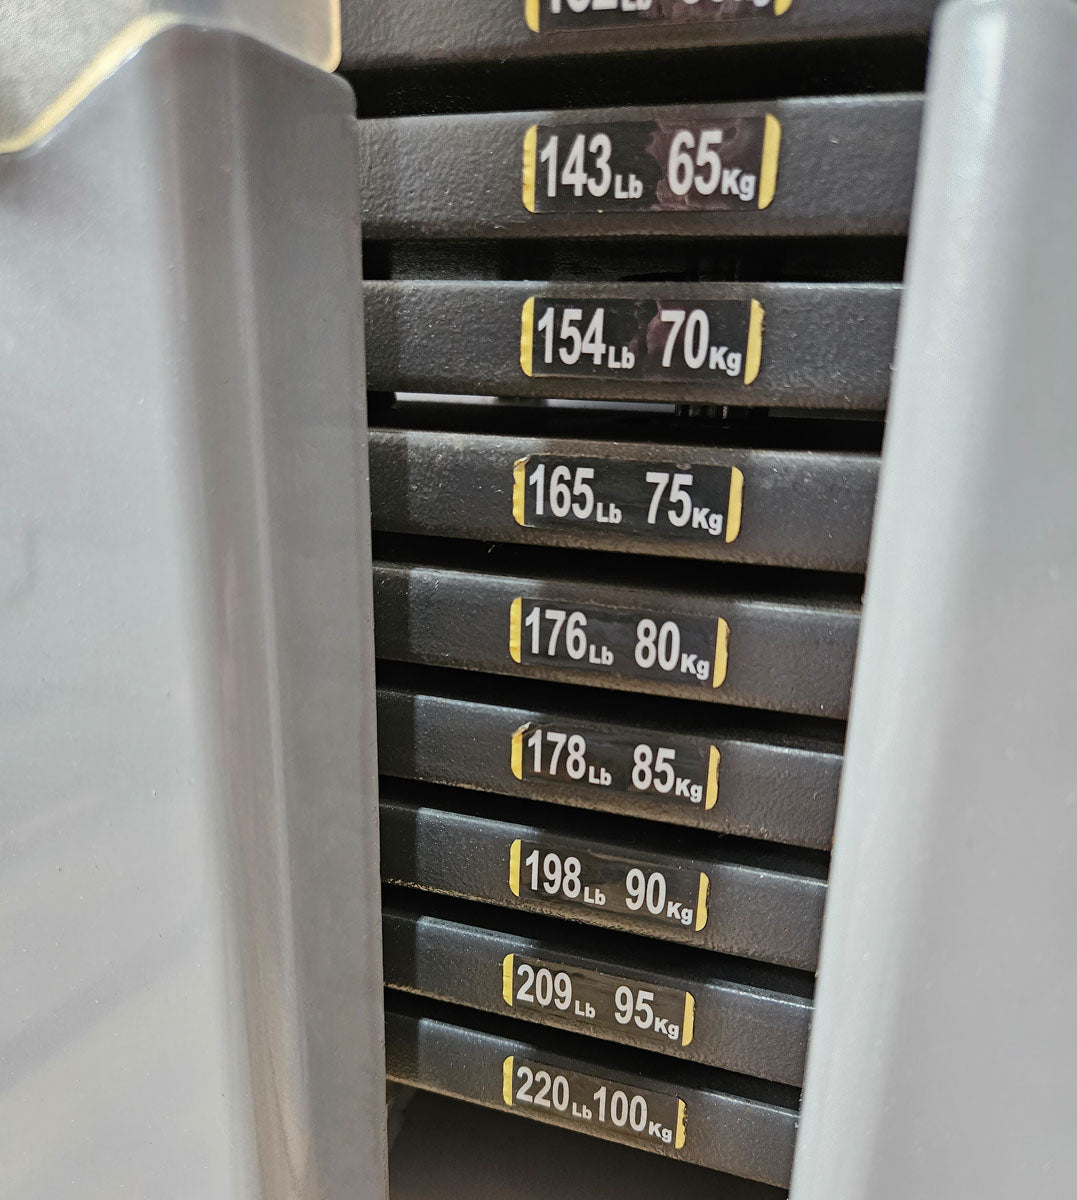 143Lb 65Kg
154Lb 70Kg
165Lb 75Kg
176Lb 80Kg
178Lb 85Kg
198Lb 90Kg
209Lb 95Kg
220Lb 100Kg